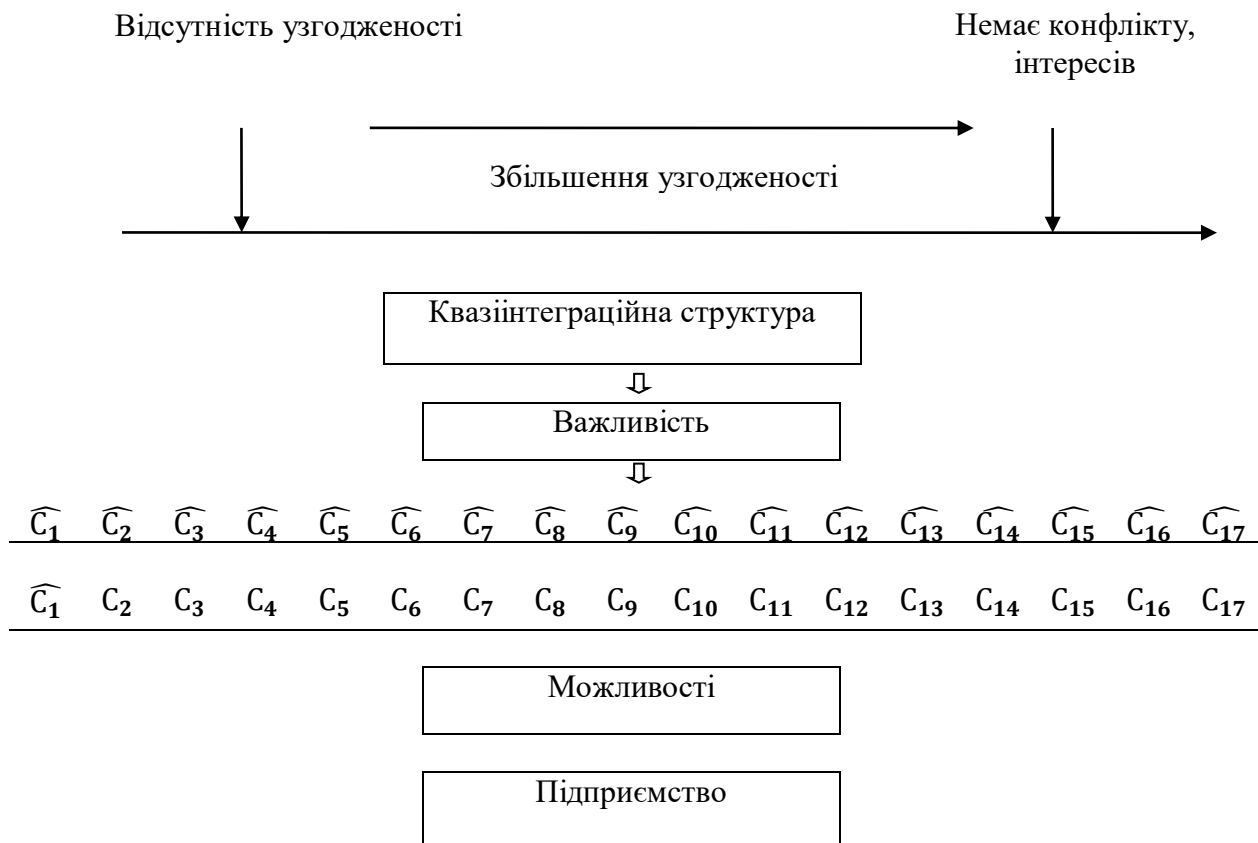 Відсутність узгодженості
Немає конфлікту,
інтересів
Збільшення узгодженості
Квазіінтеграційна структура
Важливість
Ĉ₁ Ĉ₂ Ĉ₃ Ĉ₄ Ĉ₅ Ĉ₆ Ĉ₇ Ĉ₈ Ĉ₉ Ĉ₁₀ Ĉ₁₁ Ĉ₁₂ Ĉ₁₃ Ĉ₁₄ Ĉ₁₅ Ĉ₁₆ Ĉ₁₇
Ĉ₁ C₂ C₃ C₄ C₅ C₆ C₇ C₈ C₉ C₁₀ C₁₁ C₁₂ C₁₃ C₁₄ C₁₅ C₁₆ C₁₇
Можливості
Підприємство